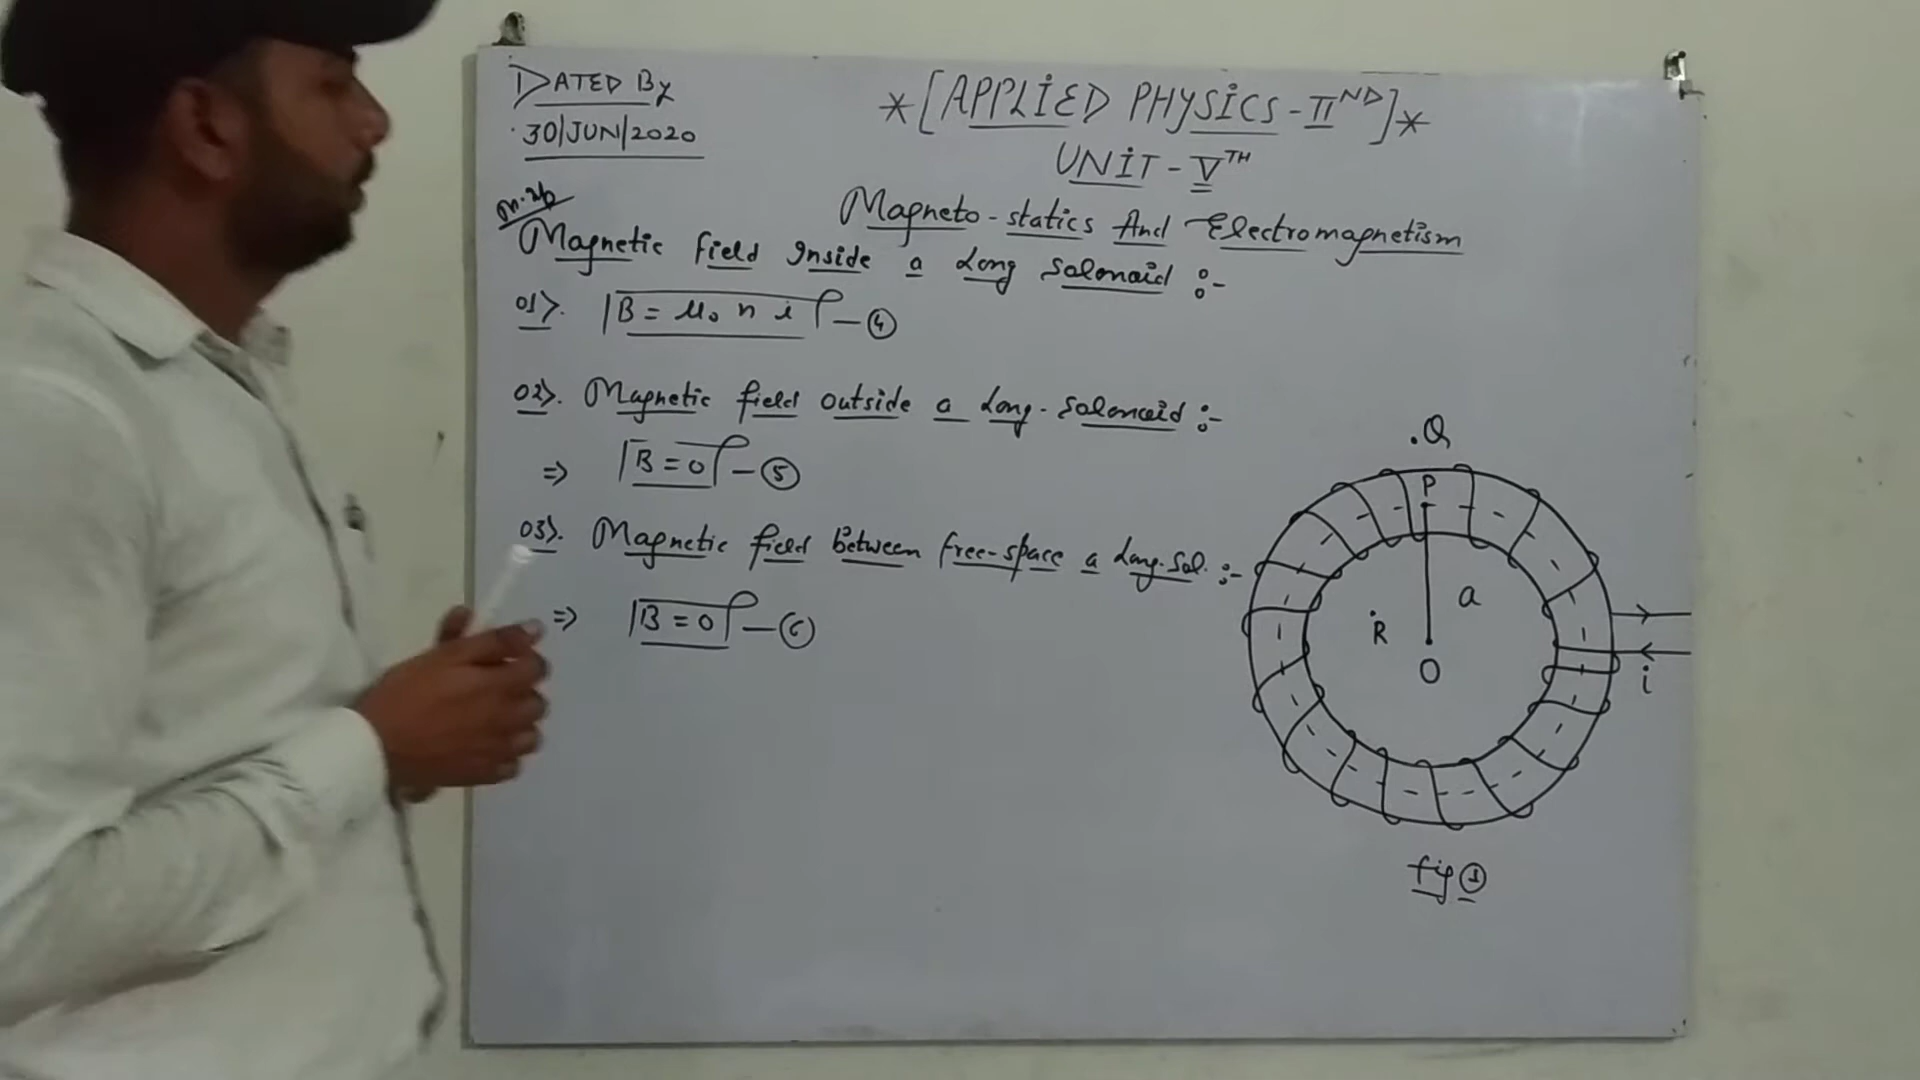 DATED By
30/JUN/2020
*[APPLIED PHYSICS-IIND]*
UNIT-VTH
Magneto-statics And Electromagnetism
Magnetic field Inside a Long Solonoid :-
01>. B = μ₀ n i —④
02>. Magnetic field outside a Long-Solonoid :-
=> B = 0 —⑤
03>. Magnetic field Between free-space a Long-Sol. :-
=> B = 0 —⑥
.Q
P
a
R
O
i
fig ①